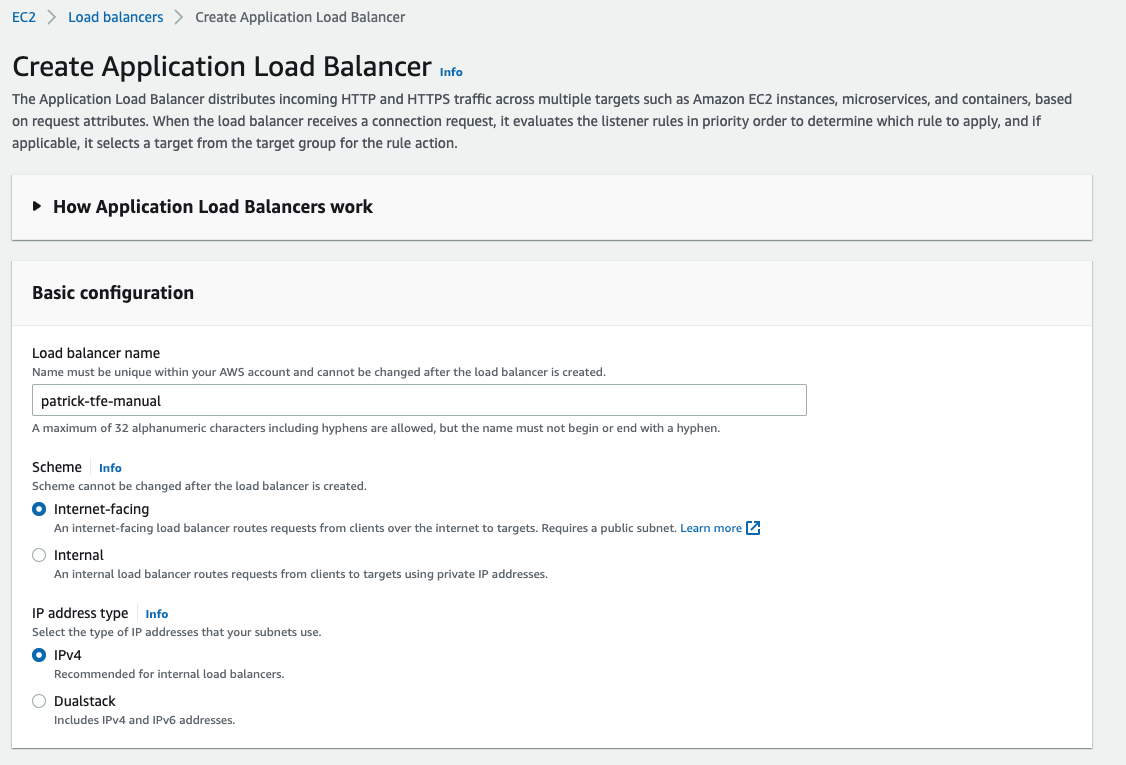 EC2 > Load balancers > Create Application Load Balancer
Create Application Load Balancer Info
The Application Load Balancer distributes incoming HTTP and HTTPS traffic across multiple targets such as Amazon EC2 instances, microservices, and containers, based
on request attributes. When the load balancer receives a connection request, it evaluates the listener rules in priority order to determine which rule to apply, and if
applicable, it selects a target from the target group for the rule action.
How Application Load Balancers work
Basic configuration
Load balancer name
Name must be unique within your AWS account and cannot be changed after the load balancer is created.
patrick-tfe-manual
A maximum of 32 alphanumeric characters including hyphens are allowed, but the name must not begin or end with a hyphen.
Scheme Info
Scheme cannot be changed after the load balancer is created.
Internet-facing
An internet-facing load balancer routes requests from clients over the internet to targets. Requires a public subnet. Learn more
Internal
An internal load balancer routes requests from clients to targets using private IP addresses.
IP address type Info
Select the type of IP addresses that your subnets use.
IPv4
Recommended for internal load balancers.
Dualstack
Includes IPv4 and IPv6 addresses.